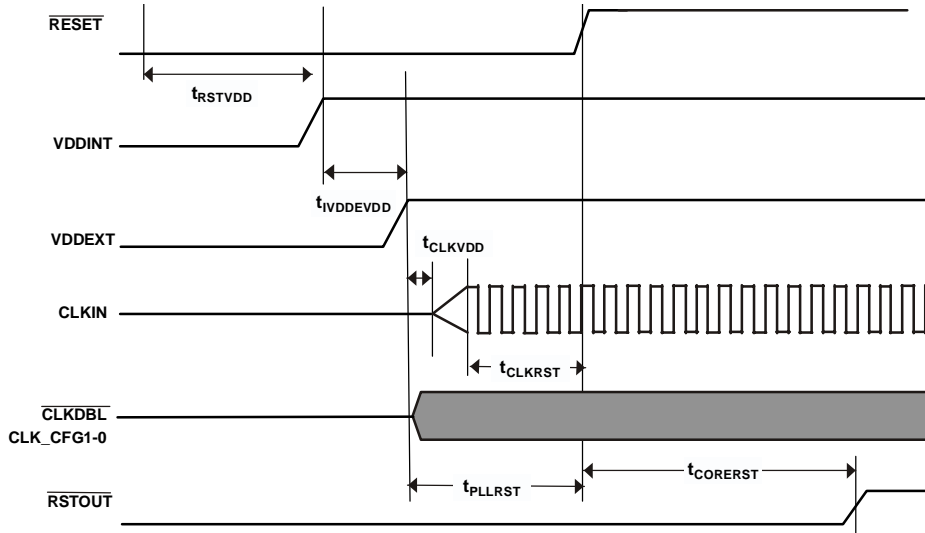 RESET
tRSTVDD
VDDINT
tIVDDEVDD
VDDEXT
tCLKVDD
CLKIN
tCLKRST
CLKDBL
CLK_CFG1-0
tCORERST
tPLLRST
RSTOUT